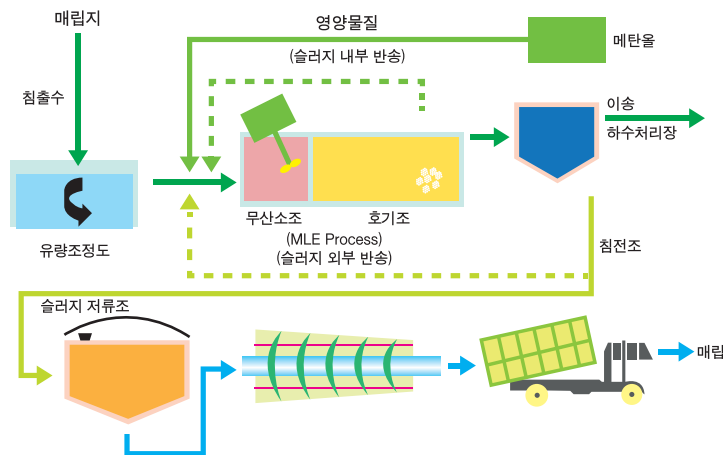 매립지
영양물질
메탄올
(슬러지 내부 반송)
침출수
이송
하수처리장
무산소조
호기조
유량조정도
(MLE Process)
(슬러지 외부 반송)
침전조
슬러지 저류조
매립